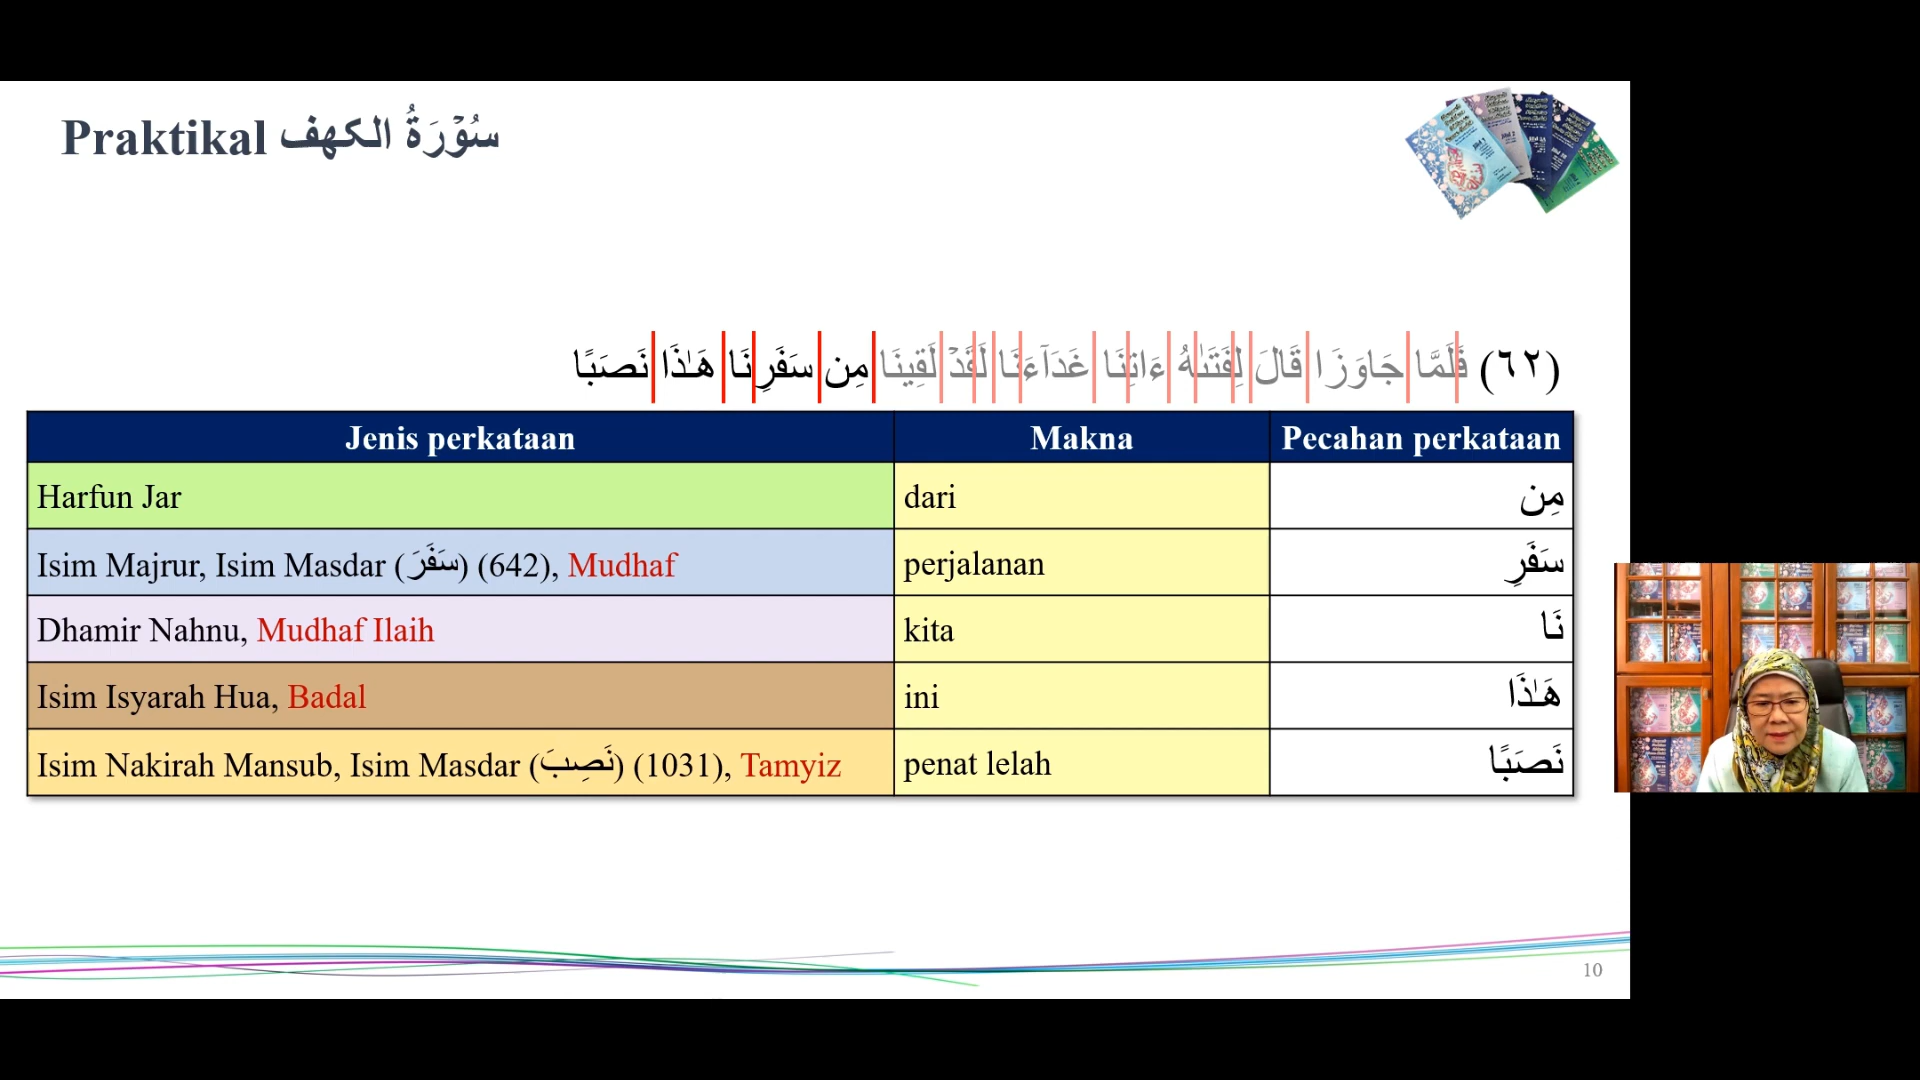 Praktikal سُوْرَةُ الكهف
(٦٢) فَلَمَّا جَاوَزَا قَالَ لِفَتَىٰهُ ءَاتِنَا غَدَآءَنَا لَقَدْ لَقِينَا مِن سَفَرِنَا هَـٰذَا نَصَبًا
Jenis perkataan Makna Pecahan perkataan
Harfun Jar dari مِن
Isim Majrur, Isim Masdar (سَفَرَ) (642), Mudhaf perjalanan سَفَرِ
Dhamir Nahnu, Mudhaf Ilaih kita نَا
Isim Isyarah Hua, Badal ini هَـٰذَا
Isim Nakirah Mansub, Isim Masdar (نَصِبَ) (1031), Tamyiz penat lelah نَصَبًا
10